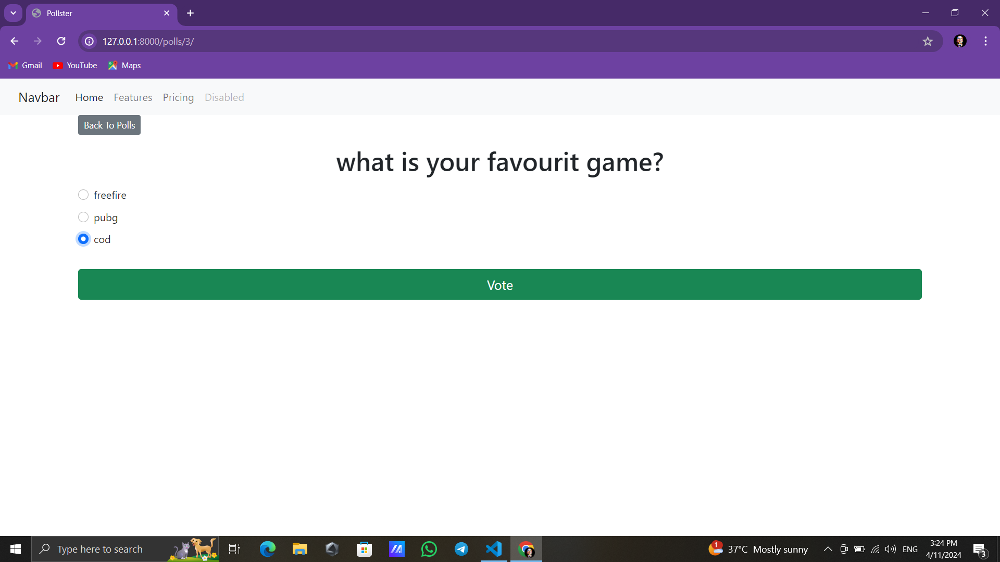 Pollster
127.0.0.1:8000/polls/3/
Gmail YouTube Maps
Navbar Home Features Pricing Disabled
Back To Polls
what is your favourit game?
freefire
pubg
cod
Vote
Type here to search
1
37°C Mostly sunny
ENG
3:24 PM
4/11/2024
3